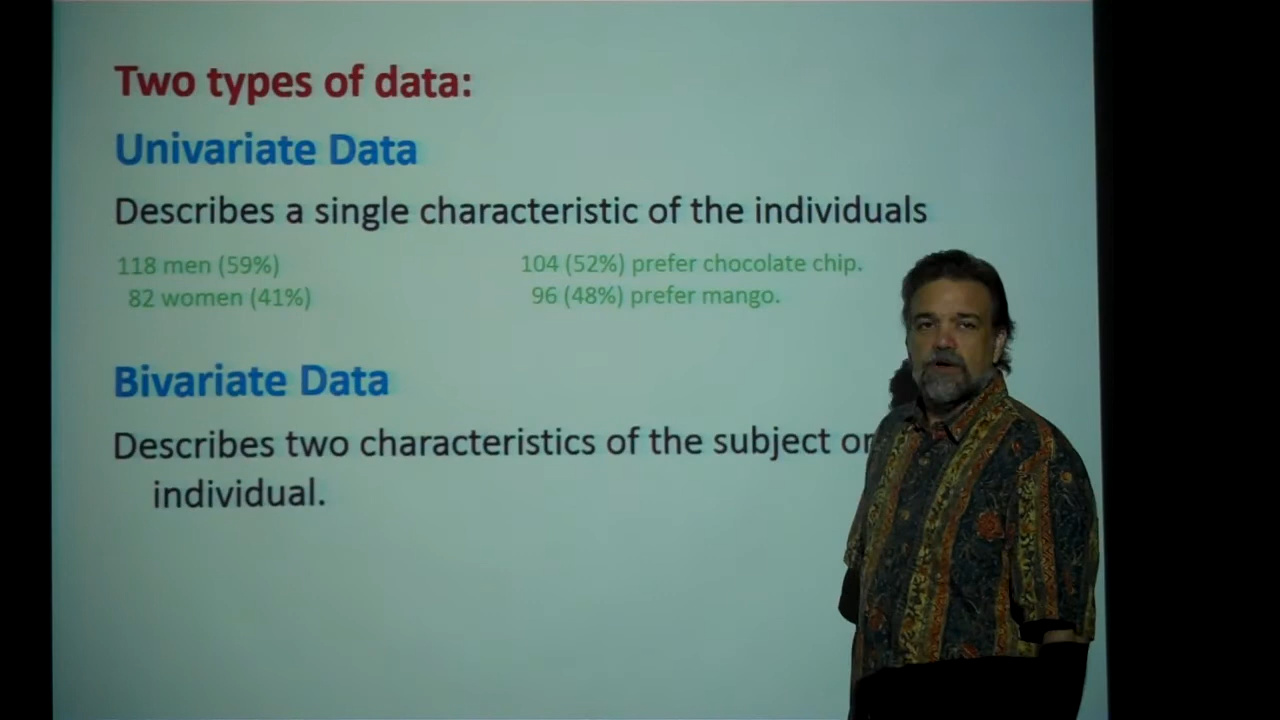 Two types of data:
Univariate Data
Describes a single characteristic of the individuals
118 men (59%)
82 women (41%)
104 (52%) prefer chocolate chip.
96 (48%) prefer mango.
Bivariate Data
Describes two characteristics of the subject or
individual.